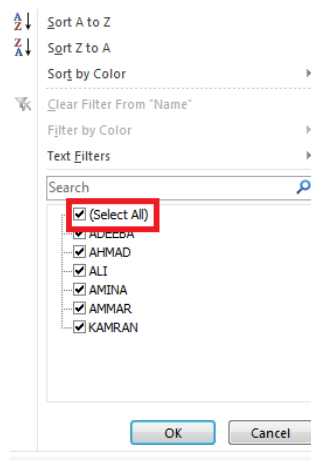 Sort A to Z
Sort Z to A
Sort by Color
Clear Filter From "Name"
Filter by Color
Text Filters
Search
(Select All)
ADEEBA
AHMAD
ALI
AMINA
AMMAR
KAMRAN
OK Cancel